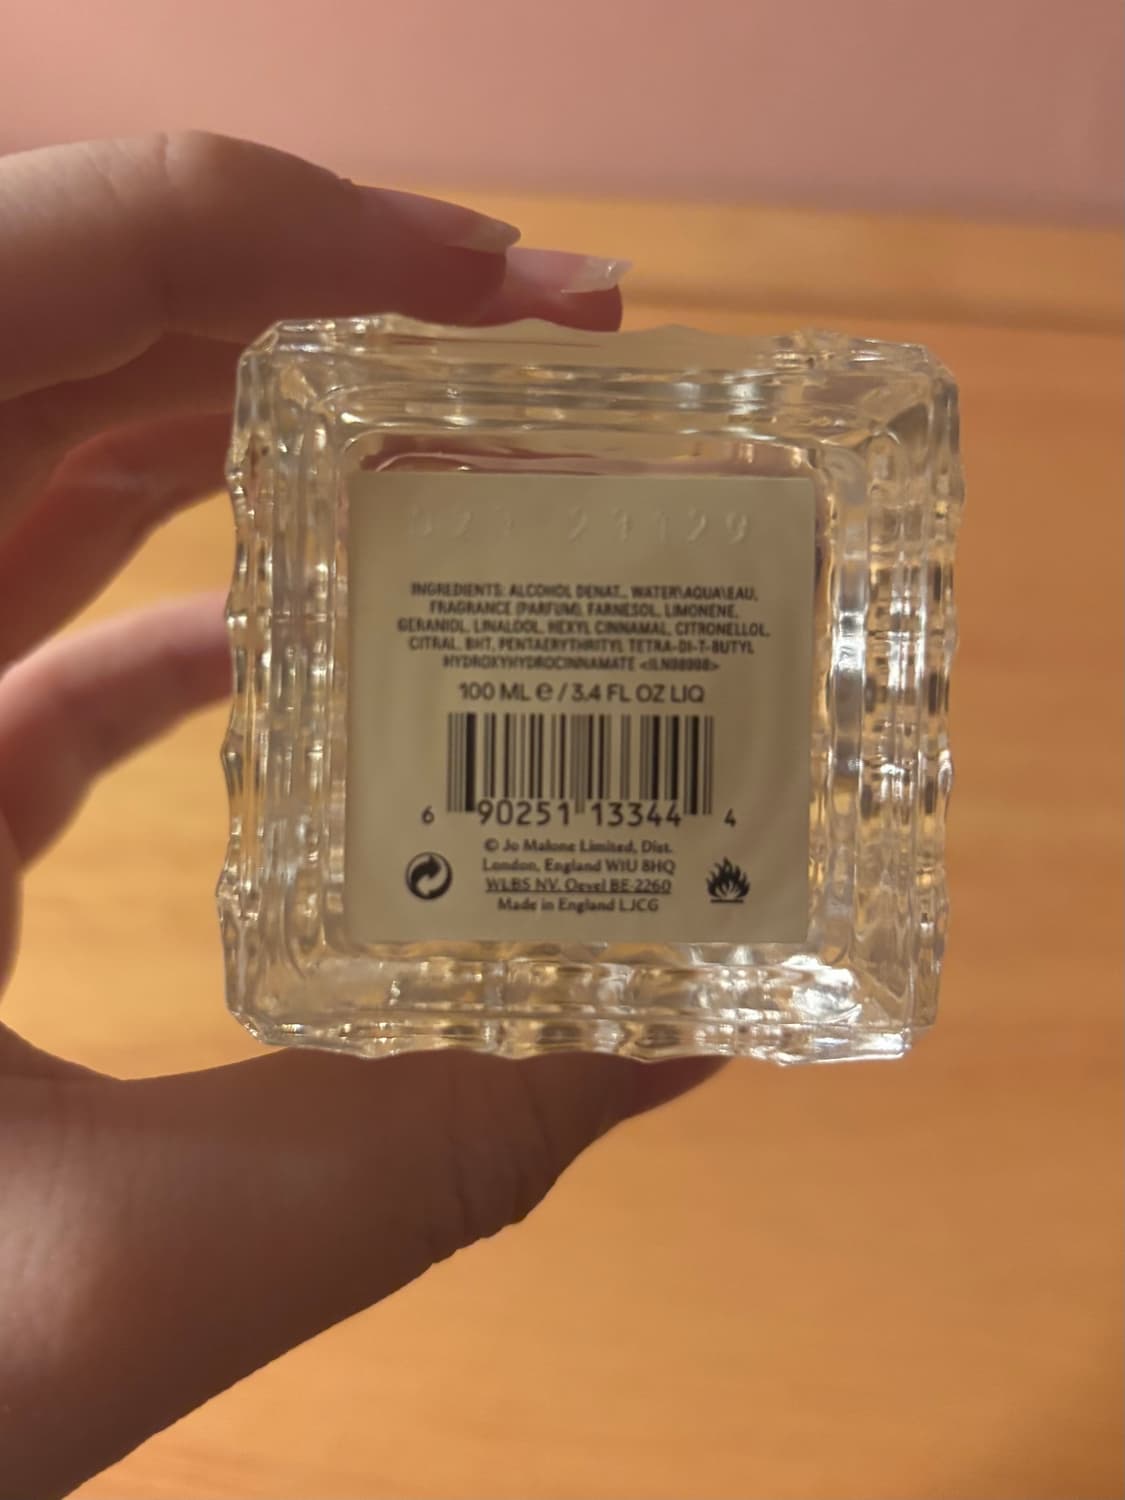 INGREDIENTS: ALCOHOL DENAT., WATER\AQUA\EAU,
FRAGRANCE (PARFUM), FARNESOL, LIMONENE,
GERANIOL, LINALOOL, HEXYL CINNAMAL, CITRONELLOL,
CITRAL, BHT, PENTAERYTHRITYL TETRA-DI-T-BUTYL
HYDROXYHYDROCINNAMATE
100 ML e / 3.4 FL OZ LIQ
6 90251 13344 4
© Jo Malone Limited, Dist.
London, England W1U 8HQ
WLBS NV. Oevel BE-2260
Made in England LJCG